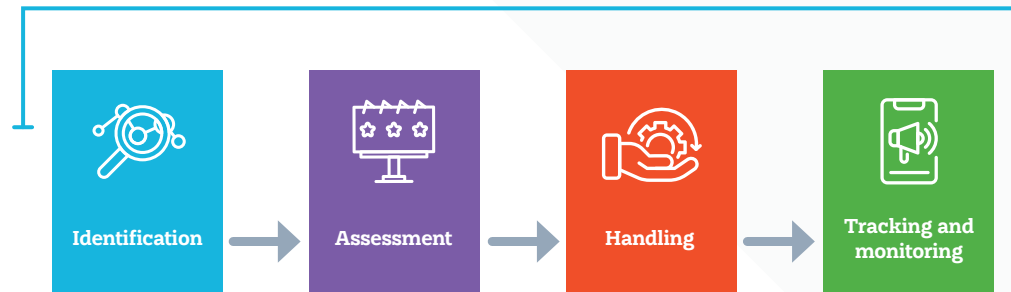 Identification
Assessment
Handling
Tracking and
monitoring